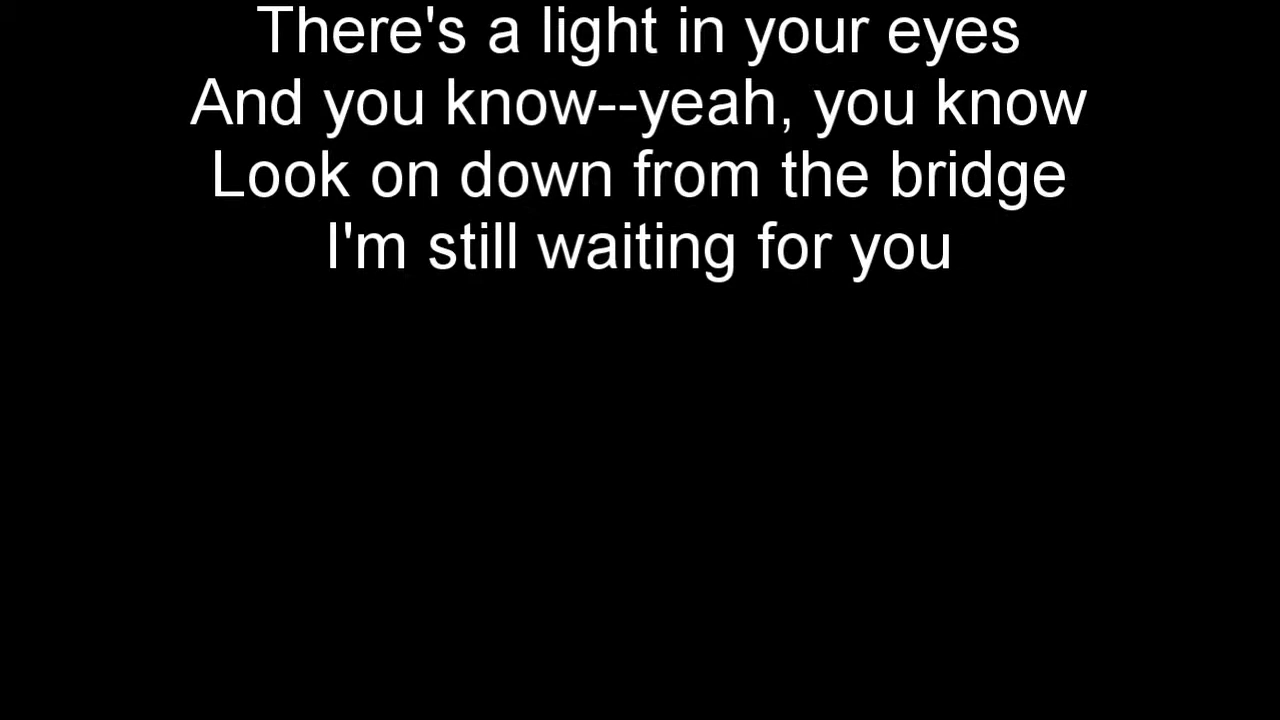 There's a light in your eyes
And you know--yeah, you know
Look on down from the bridge
I'm still waiting for you